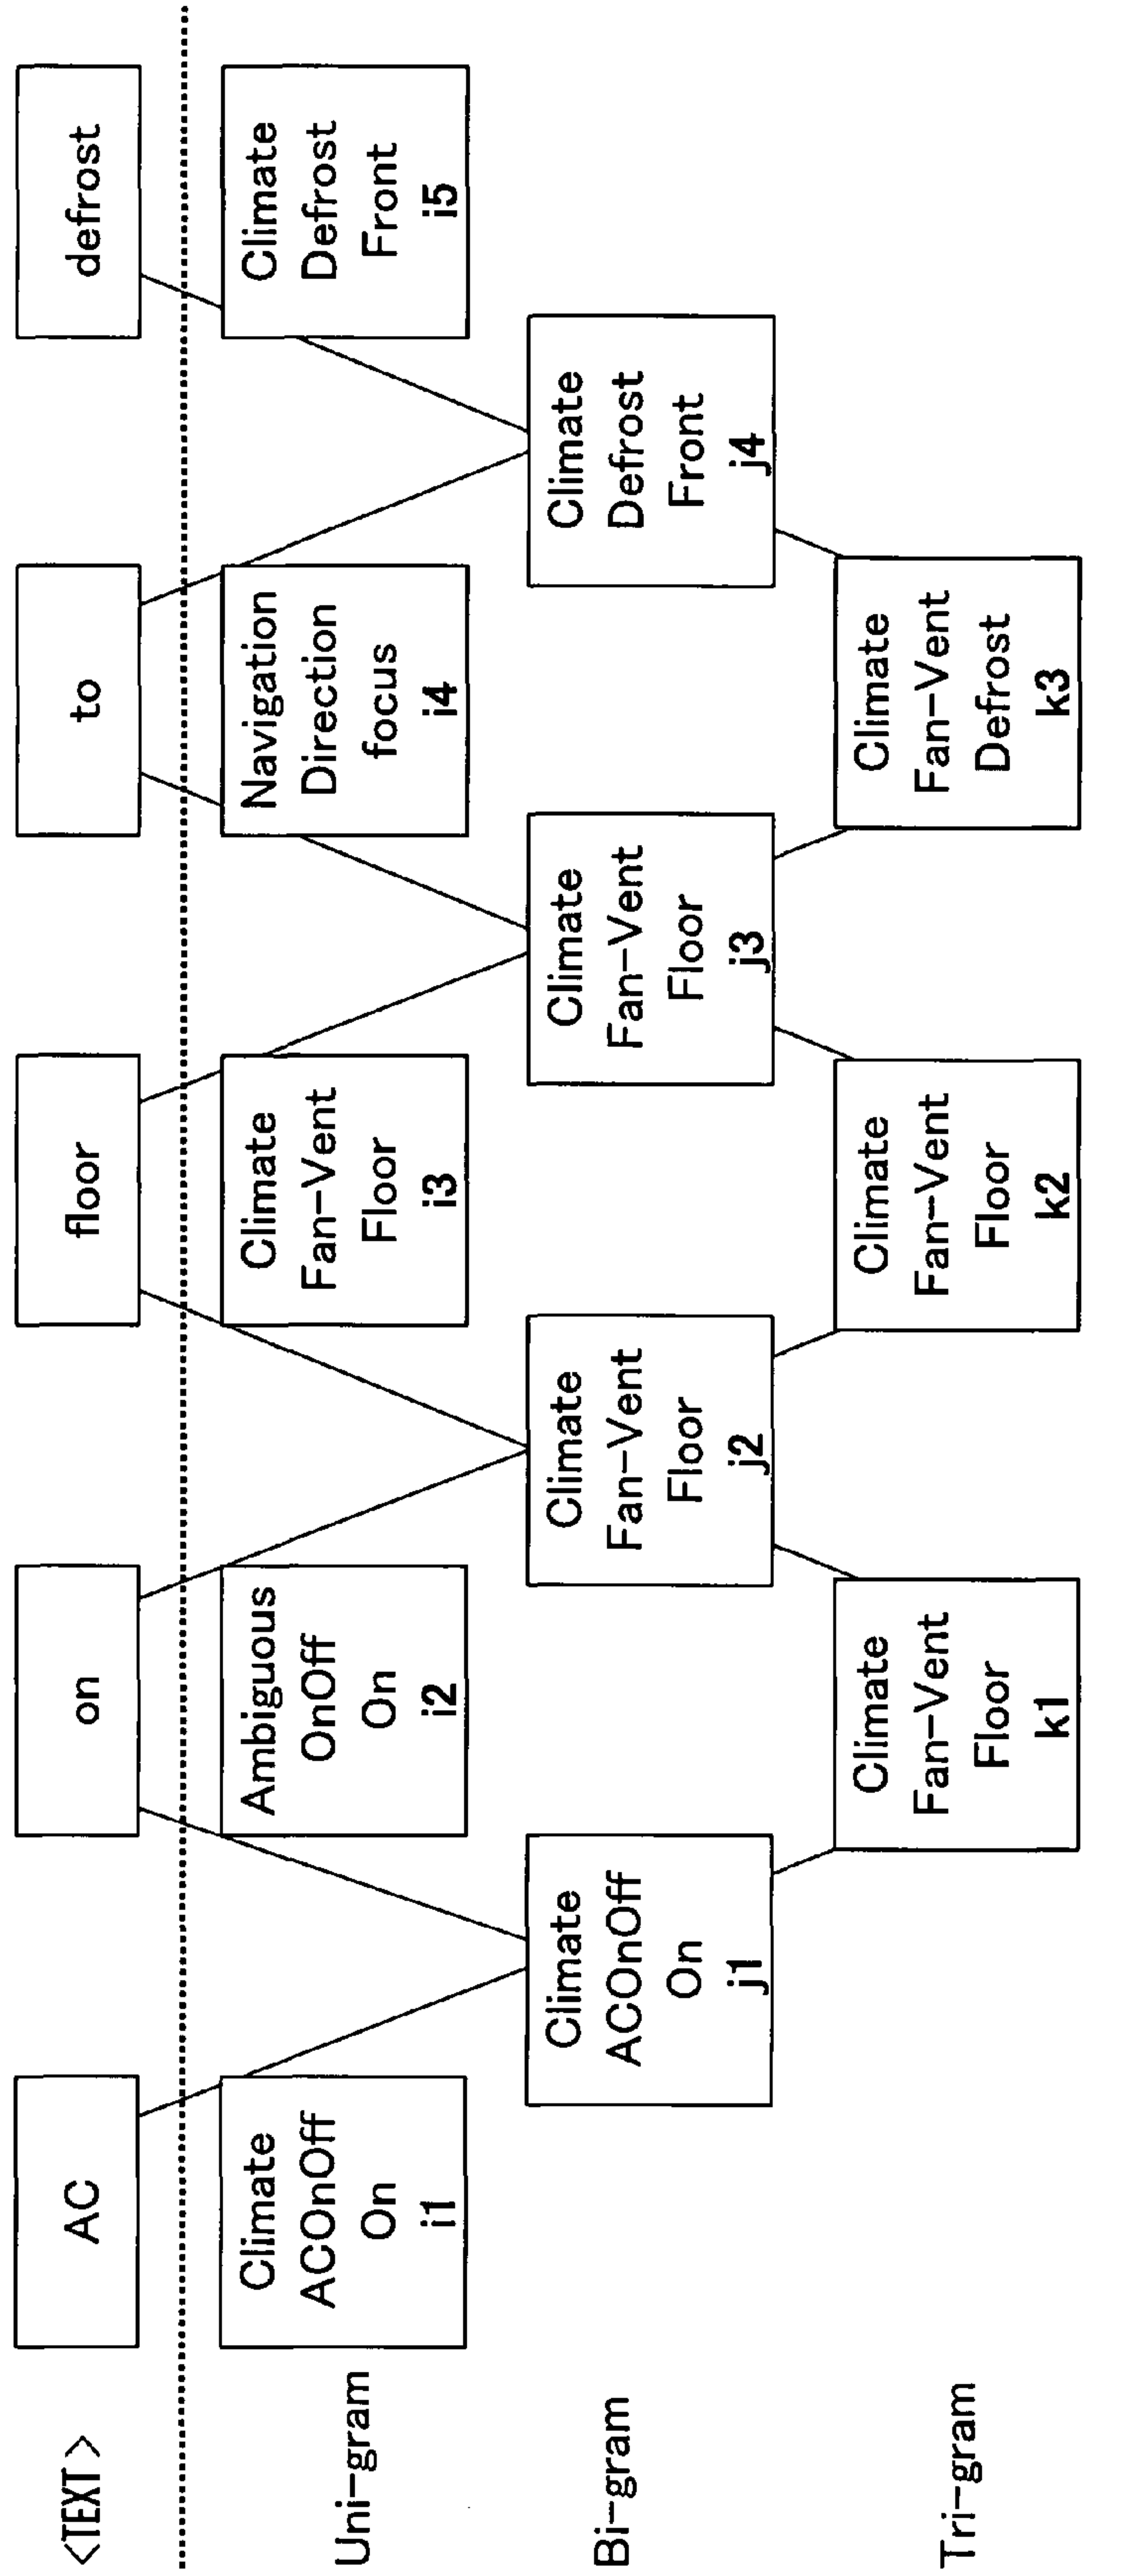 <TEXT>
AC
on
floor
to
defrost
Uni-gram
Climate
ACOnOff
On
i1
Ambiguous
OnOff
On
i2
Climate
Fan-Vent
Floor
i3
Navigation
Direction
focus
i4
Climate
Defrost
Front
i5
Bi-gram
Climate
ACOnOff
On
j1
Climate
Fan-Vent
Floor
j2
Climate
Fan-Vent
Floor
j3
Climate
Defrost
Front
j4
Tri-gram
Climate
Fan-Vent
Floor
k1
Climate
Fan-Vent
Floor
k2
Climate
Fan-Vent
Defrost
k3